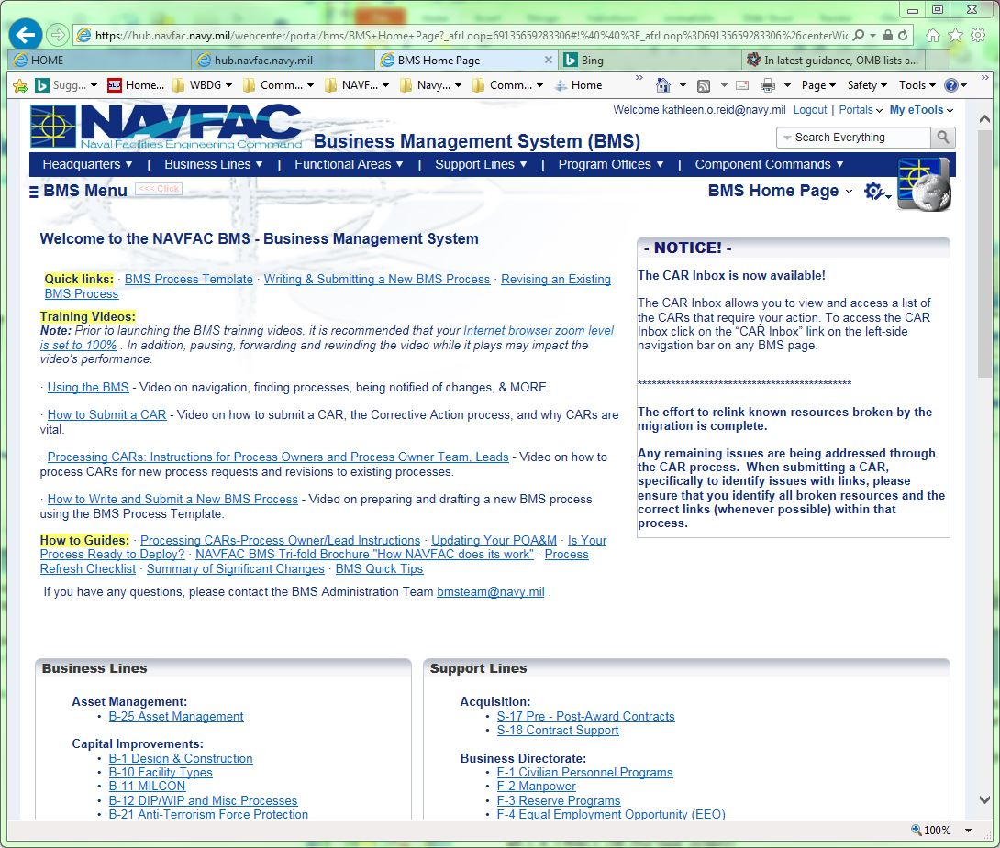 https://hub.navfac.navy.mil/webcenter/portal/bms/BMS+Home+Page?_afrLoop=69135659283306#!%40%40%3F_afrLoop%3D69135659283306%26centerWic
HOME
hub.navfac.navy.mil
BMS Home Page
Bing
In latest guidance, OMB lists a...
Sugg... Home... WBDG Comm... NAVF... Navy... Comm... Home » Page Safety Tools »
NAVFAC
Naval Facilities Engineering Command
Business Management System (BMS)
Welcome kathleen.o.reid@navy.mil Logout | Portals My eTools
Search Everything
Headquarters | Business Lines | Functional Areas | Support Lines | Program Offices | Component Commands
BMS Menu <<< Click
BMS Home Page
Welcome to the NAVFAC BMS - Business Management System
Quick links: · BMS Process Template · Writing & Submitting a New BMS Process · Revising an Existing
BMS Process
Training Videos:
Note: Prior to launching the BMS training videos, it is recommended that your Internet browser zoom level
is set to 100% . In addition, pausing, forwarding and rewinding the video while it plays may impact the
video's performance.
· Using the BMS - Video on navigation, finding processes, being notified of changes, & MORE.
· How to Submit a CAR - Video on how to submit a CAR, the Corrective Action process, and why CARs are
vital.
· Processing CARs: Instructions for Process Owners and Process Owner Team, Leads - Video on how to
process CARs for new process requests and revisions to existing processes.
· How to Write and Submit a New BMS Process - Video on preparing and drafting a new BMS process
using the BMS Process Template.
How to Guides: · Processing CARs-Process Owner/Lead Instructions · Updating Your POA&M · Is Your
Process Ready to Deploy? · NAVFAC BMS Tri-fold Brochure "How NAVFAC does its work" · Process
Refresh Checklist · Summary of Significant Changes · BMS Quick Tips
If you have any questions, please contact the BMS Administration Team bmsteam@navy.mil .
- NOTICE! -
The CAR Inbox is now available!
The CAR Inbox allows you to view and access a list of
the CARs that require your action. To access the CAR
Inbox click on the “CAR Inbox” link on the left-side
navigation bar on any BMS page.
*********************************************
The effort to relink known resources broken by the
migration is complete.
Any remaining issues are being addressed through
the CAR process. When submitting a CAR,
specifically to identify issues with links, please
ensure that you identify all broken resources and the
correct links (whenever possible) within that
process.
Business Lines
Asset Management:
• B-25 Asset Management
Capital Improvements:
• B-1 Design & Construction
• B-10 Facility Types
• B-11 MILCON
• B-12 DIP/WIP and Misc Processes
• B-21 Anti-Terrorism Force Protection
Support Lines
Acquisition:
• S-17 Pre - Post-Award Contracts
• S-18 Contract Support
Business Directorate:
• F-1 Civilian Personnel Programs
• F-2 Manpower
• F-3 Reserve Programs
• F-4 Equal Employment Opportunity (EEO)
100%